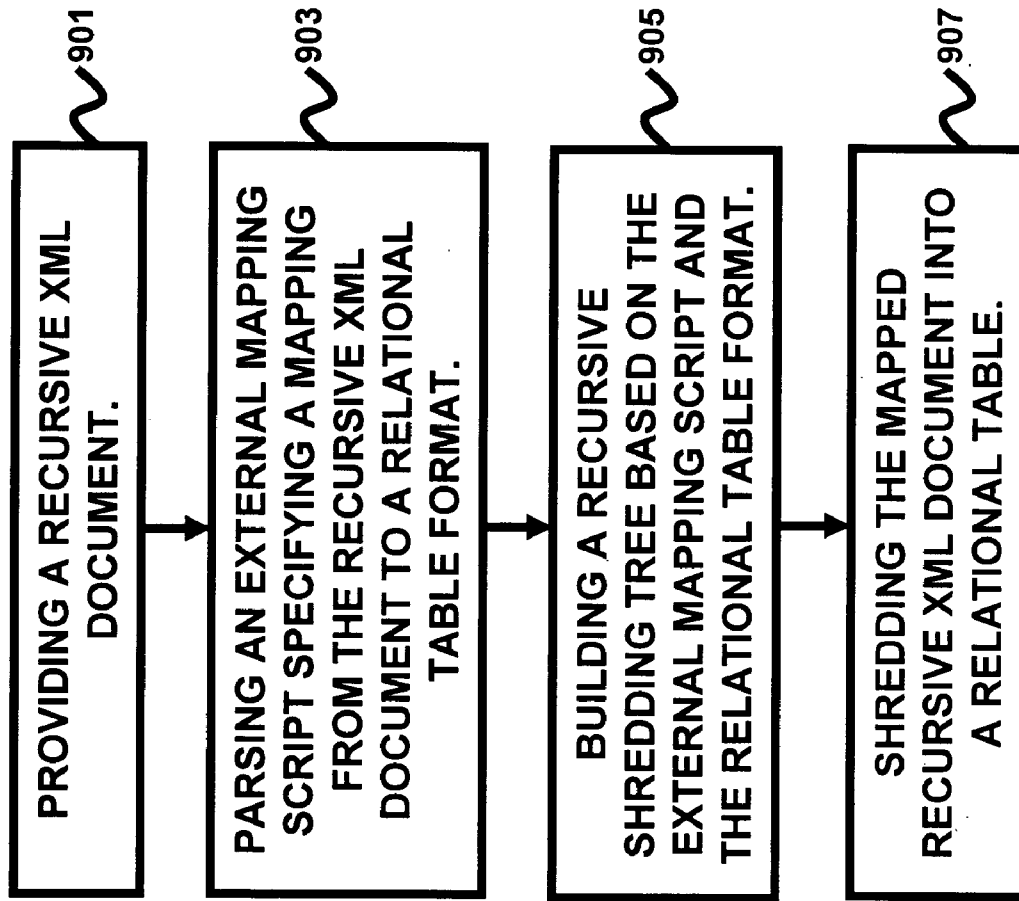 PROVIDING A RECURSIVE XML
DOCUMENT.
901
PARSING AN EXTERNAL MAPPING
SCRIPT SPECIFYING A MAPPING
FROM THE RECURSIVE XML
DOCUMENT TO A RELATIONAL
TABLE FORMAT.
903
BUILDING A RECURSIVE
SHREDDING TREE BASED ON THE
EXTERNAL MAPPING SCRIPT AND
THE RELATIONAL TABLE FORMAT.
905
SHREDDING THE MAPPED
RECURSIVE XML DOCUMENT INTO
A RELATIONAL TABLE.
907